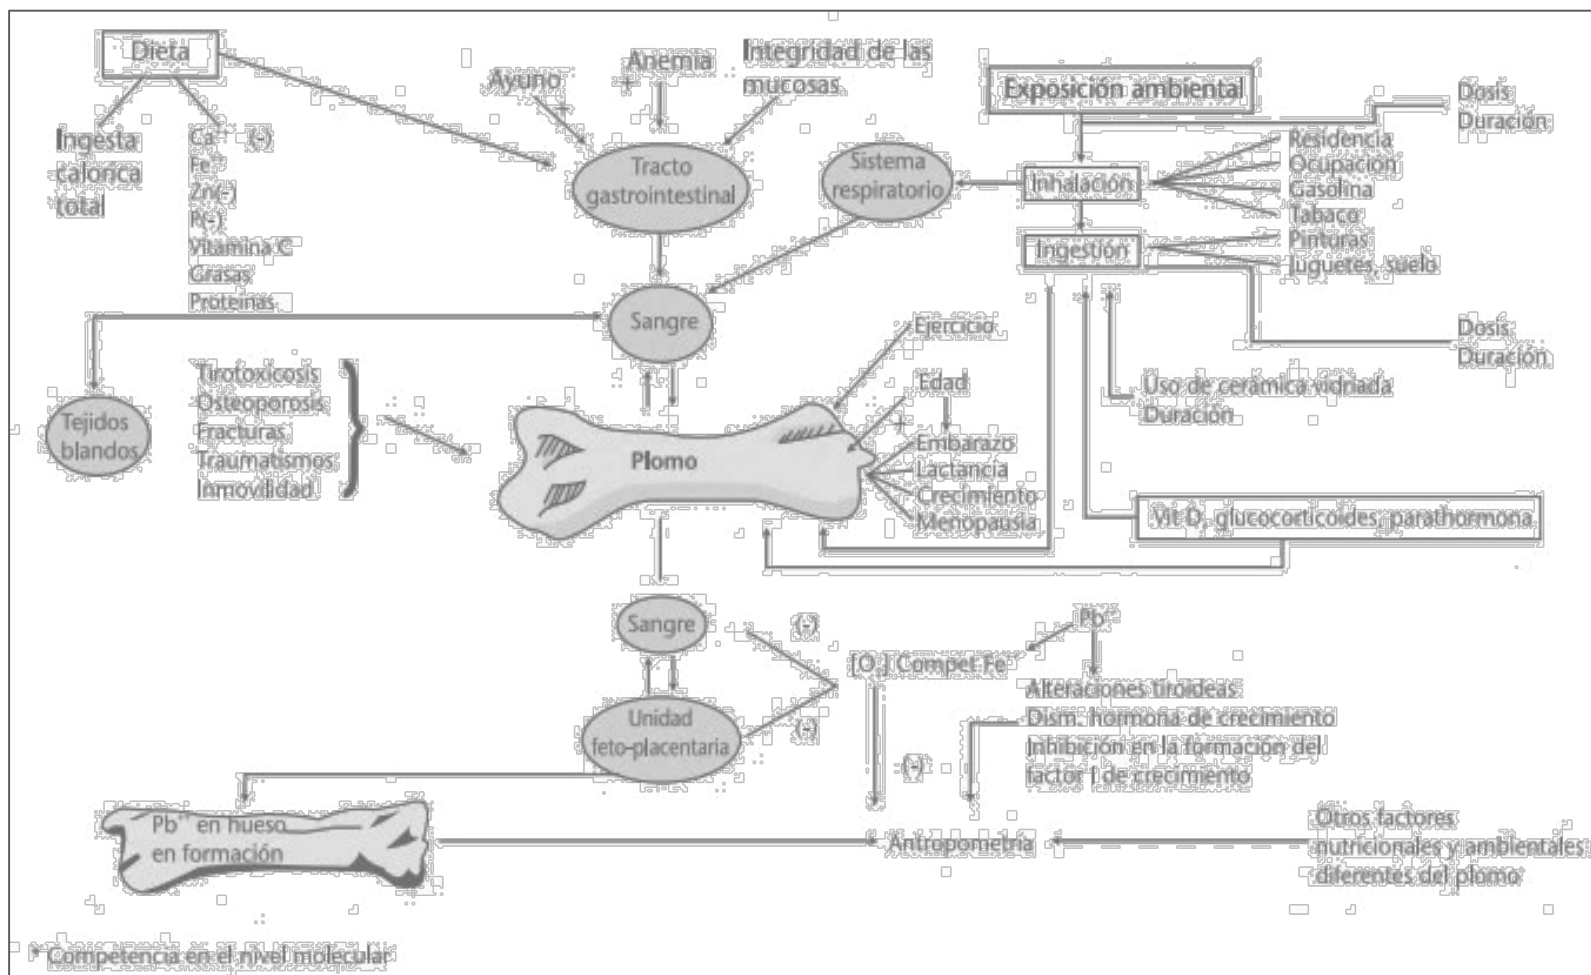 Dieta
Ayuno
+
Anemia
+
Integridad de las
mucosas
Exposición ambiental
Dosis
Duración
Ingesta
calórica
total
Ca⁺⁺ (-)
Fe⁺⁺
Zn(-)
P(-)
Vitamina C
Grasas
Proteínas
Tracto
gastrointestinal
Sistema
respiratorio
Inhalación
Residencia
Ocupación
Gasolina
Tabaco
Ingestión
Pinturas
Juguetes, suelo
Sangre
Dosis
Duración
Ejercicio
Edad
+
Uso de cerámica vidriada
Duración
Tejidos
blandos
Tirotoxicosis
Osteoporosis
Fracturas
Traumatismos
Inmovilidad
Plomo
Embarazo
Lactancia
Crecimiento
Menopausia
Vit D, glucocorticoides, parathormona
Sangre
(-)
Pb⁺⁺
[O₂] Compet Fe⁺⁺
Unidad
feto-placentaria
(-)
(-)
Alteraciones tiroideas
Dism. hormona de crecimiento
Inhibición en la formación del
factor I de crecimiento
Pb⁺⁺ en hueso
en formación
Antropometría
Otros factores
nutricionales y ambientales
diferentes del plomo
* Competencia en el nivel molecular